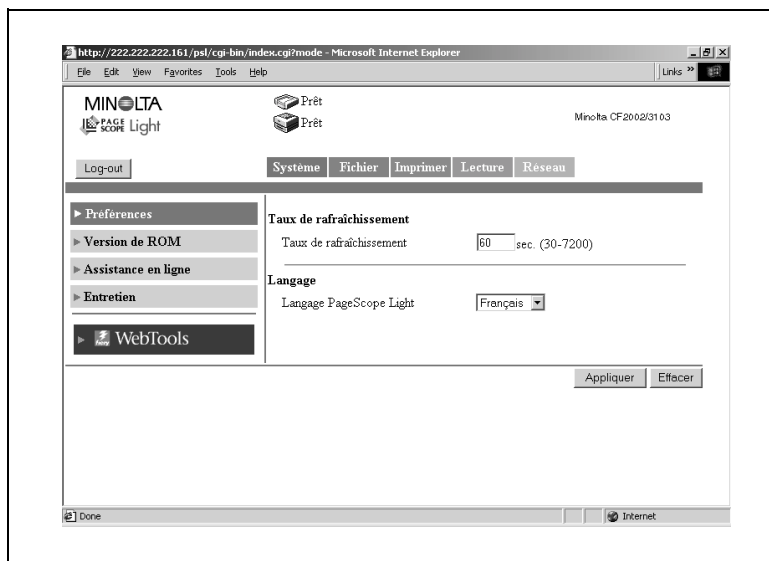 http://222.222.222.161/psl/cgi-bin/index.cgi?mode - Microsoft Internet Explorer
File Edit View Favorites Tools Help
Links »
MINOLTA
PAGE SCOPE Light
Prêt
Prêt
Minolta CF2002/3103
Log-out
Système Fichier Imprimer Lecture Réseau
Préférences
Version de ROM
Assistance en ligne
Entretien
WebTools
Taux de rafraîchissement
Taux de rafraîchissement 60 sec. (30-7200)
Langage
Langage PageScope Light Français
Appliquer Effacer
Done
Internet